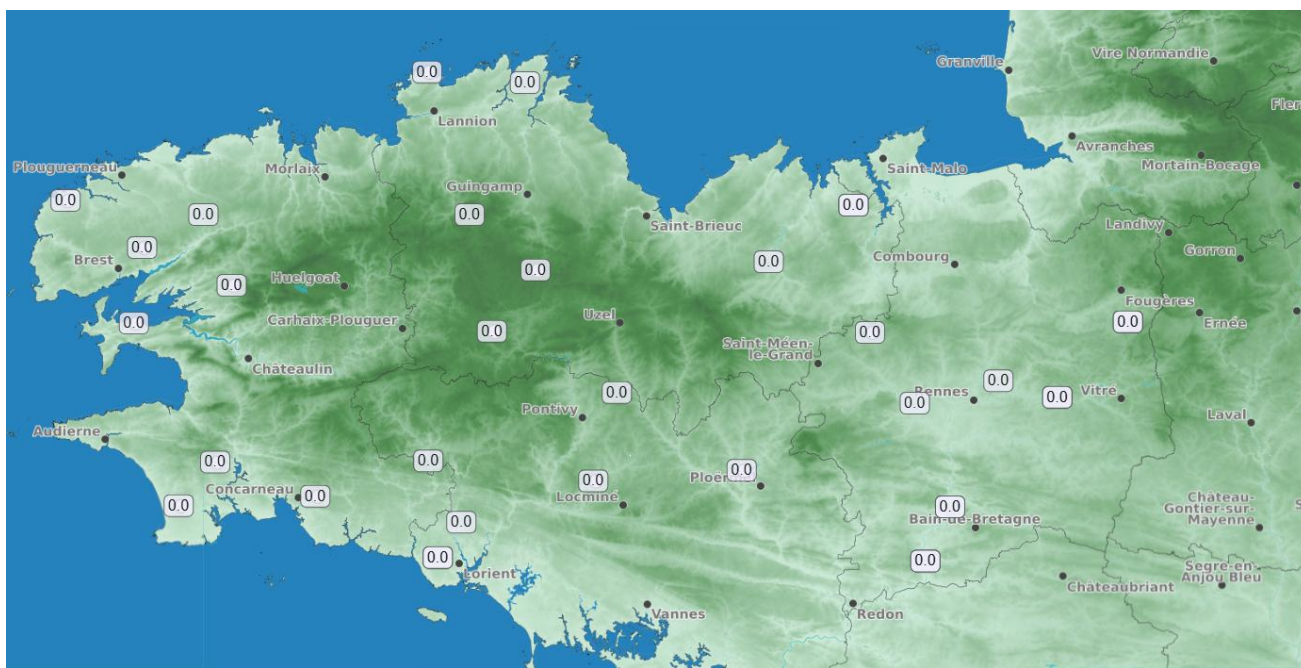 Vire Normandie
Granville
0.0
0.0
Lannion
Avranches
Mortain-Bocage
Saint-Malo
Plouguerneau
Morlaix
Guingamp
0.0
0.0
0.0
0.0
Saint-Brieuc
Landivy
Gorron
0.0
Brest
0.0
0.0
Combourg
Huelgoat
0.0
Fougères
0.0
Carhaix-Plouguer
0.0
Uzel
0.0
0.0
Ernée
Saint-Méen-
le-Grand
Châteaulin
0.0
0.0
Rennes
0.0
0.0
Vitré
Pontivy
Laval
Audierne
0.0
0.0
0.0
0.0
Concarneau
0.0
0.0
Locminé
0.0
Château-
Gontier-sur-
Mayenne
0.0
Bain-de-Bretagne
0.0
0.0
Lorient
Segré-en-
Anjou Bleu
Châteaubriant
Vannes
Redon